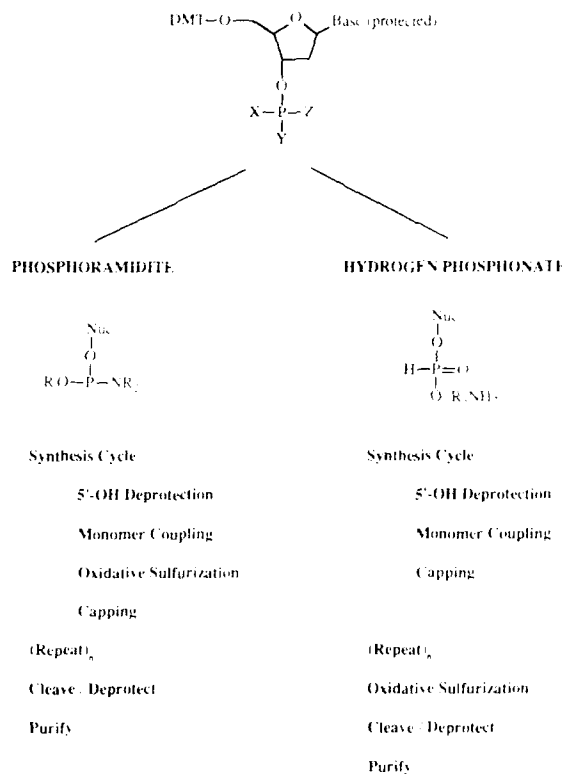 DMT–O O Base (protected)
O
X–P–Z
Y
PHOSPHORAMIDITE HYDROGEN PHOSPHONATE
Nuc Nuc
O O
RO–P–NR₂ H–P=O
O
Synthesis Cycle Synthesis Cycle
5'-OH Deprotection 5'-OH Deprotection
Monomer Coupling Monomer Coupling
Oxidative Sulfurization Capping
Capping
(Repeat)ₙ (Repeat)ₙ
Cleave / Deprotect Oxidative Sulfurization
Purify Cleave / Deprotect
Purify